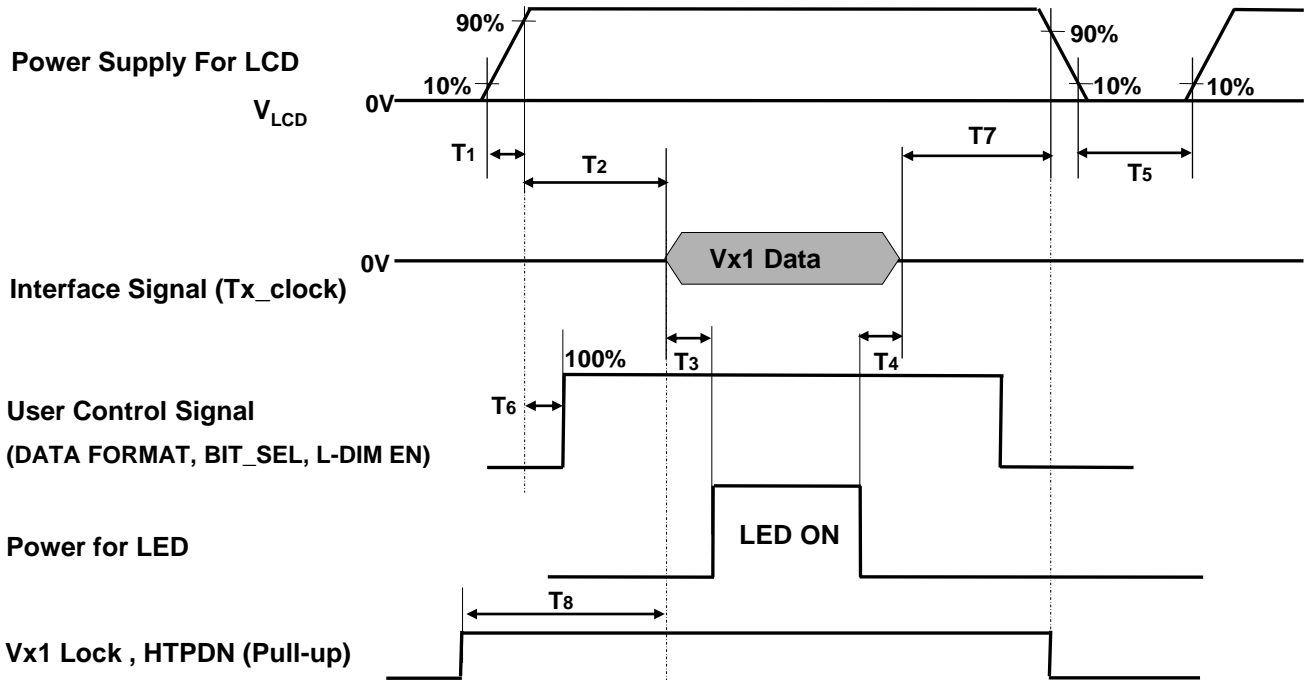 90%
90%
Power Supply For LCD
10%
10%
10%
VLCD
0V
T1
T2
T7
T5
0V
Vx1 Data
Interface Signal (Tx_clock)
100%
T3
T4
User Control Signal
T6
(DATA FORMAT, BIT_SEL, L-DIM EN)
Power for LED
LED ON
T8
Vx1 Lock , HTPDN (Pull-up)